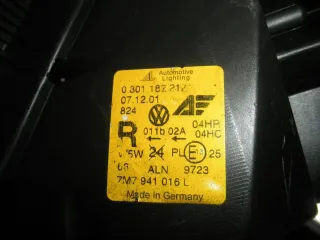 AL Automotive Lighting
0 301 182 212
07.12.01
824
R 011b 02A 04HR
04HC
W5W 24 PL E 25
ALN 9723
7M7 941 016 L
Made in Germany